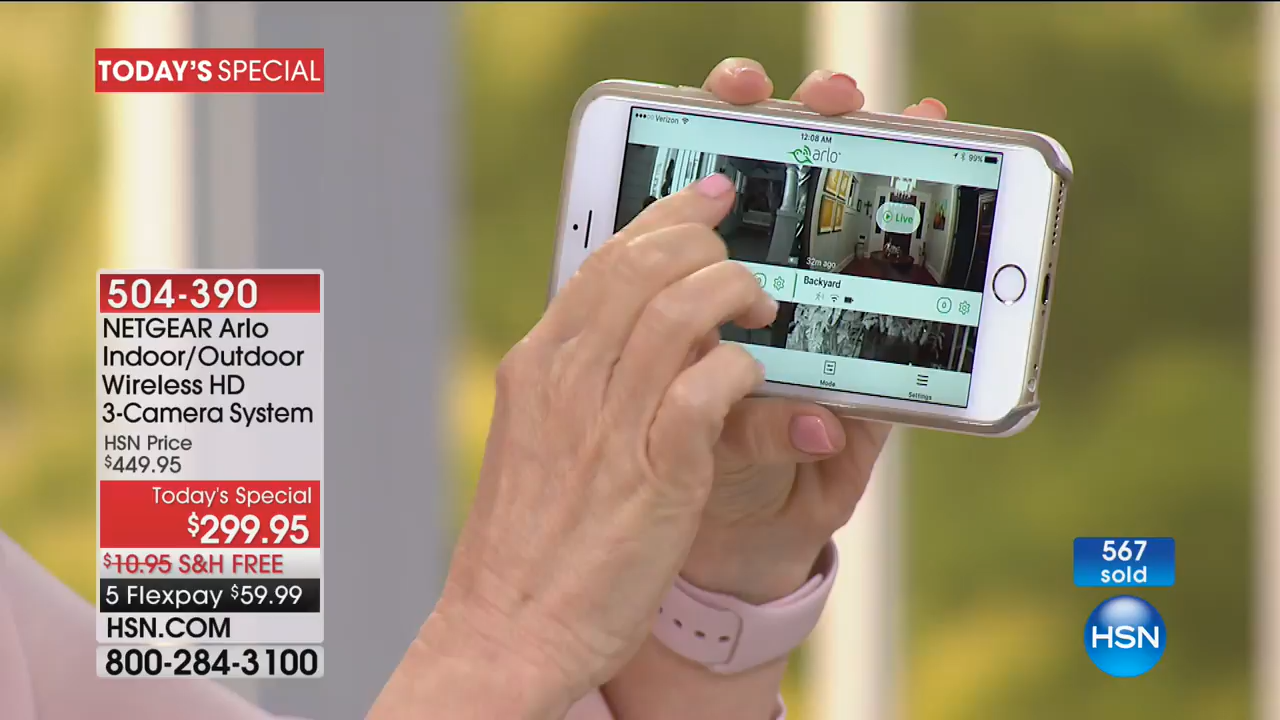 TODAY'S SPECIAL
504-390
NETGEAR Arlo
Indoor/Outdoor
Wireless HD
3-Camera System
HSN Price
$449.95
Today's Special
$299.95
$10.95 S&H FREE
5 Flexpay $59.99
HSN.COM
800-284-3100
Verizon
12:08 AM
99%
arlo
Live
32m ago
Backyard
Mode
Settings
567
sold
HSN